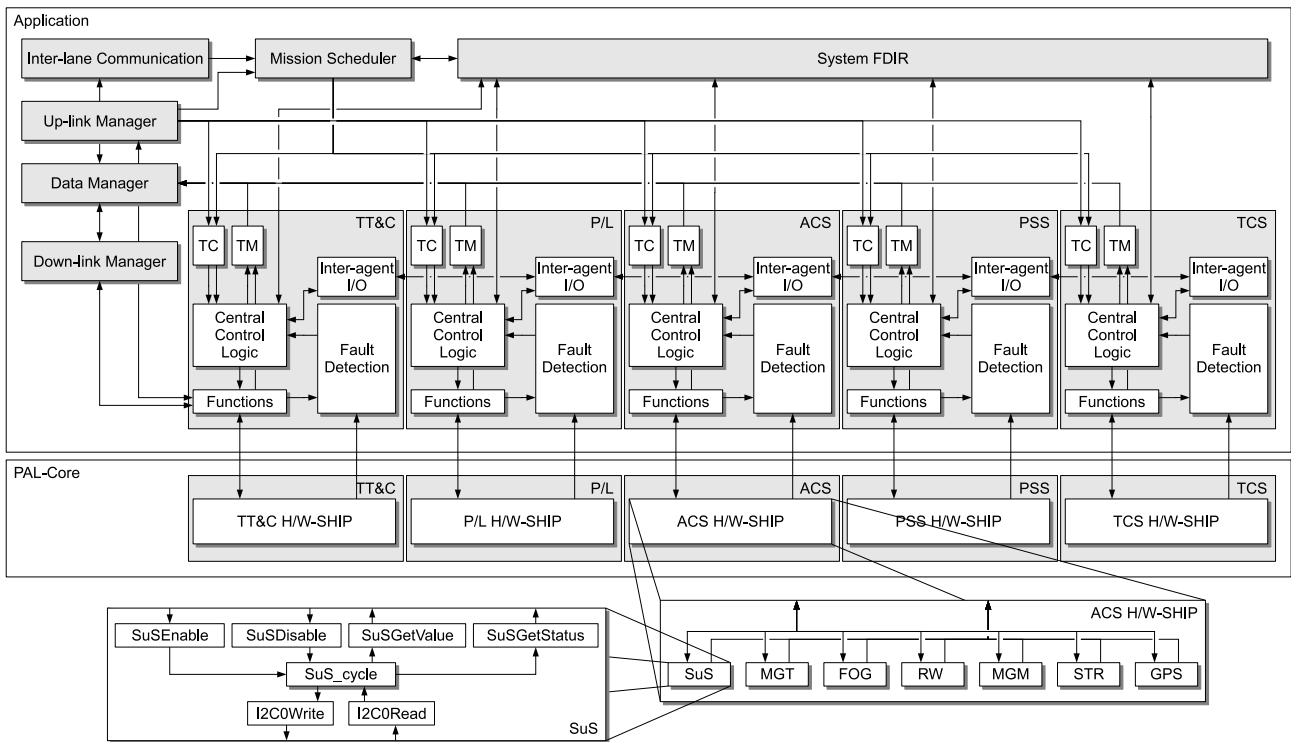 Application
Inter-lane Communication
Mission Scheduler
System FDIR
Up-link Manager
Data Manager
Down-link Manager
TT&C
P/L
ACS
PSS
TCS
TC
TM
TC
TM
TC
TM
TC
TM
TC
TM
Inter-agent
I/O
Inter-agent
I/O
Inter-agent
I/O
Inter-agent
I/O
Inter-agent
I/O
Central
Control
Logic
Fault
Detection
Central
Control
Logic
Fault
Detection
Central
Control
Logic
Fault
Detection
Central
Control
Logic
Fault
Detection
Central
Control
Logic
Fault
Detection
Functions
Functions
Functions
Functions
Functions
PAL-Core
TT&C
P/L
ACS
PSS
TCS
TT&C H/W-SHIP
P/L H/W-SHIP
ACS H/W-SHIP
PSS H/W-SHIP
TCS H/W-SHIP
ACS H/W-SHIP
SuS
MGT
FOG
RW
MGM
STR
GPS
SuSEnable
SuSDisable
SuSGetValue
SuSGetStatus
SuS_cycle
I2C0Write
I2C0Read
SuS